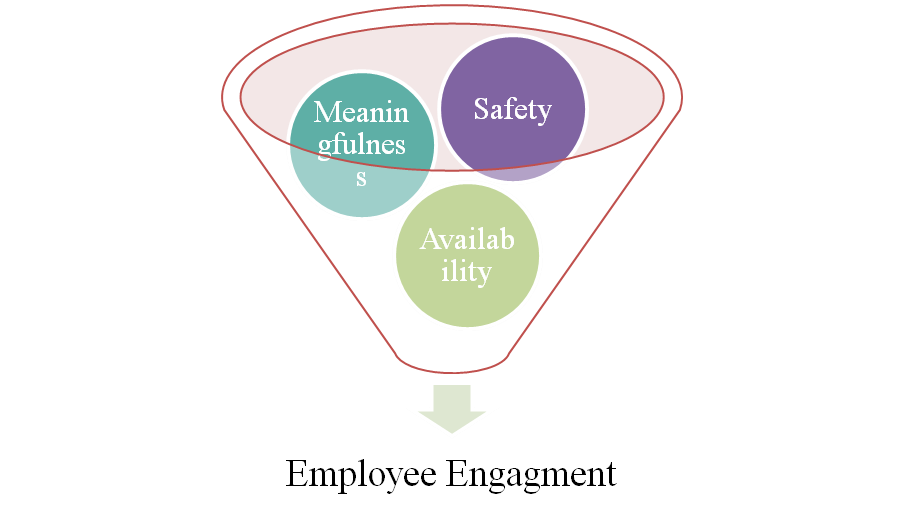 Meanin
gfulnes
s
Safety
Availab
ility
Employee Engagment